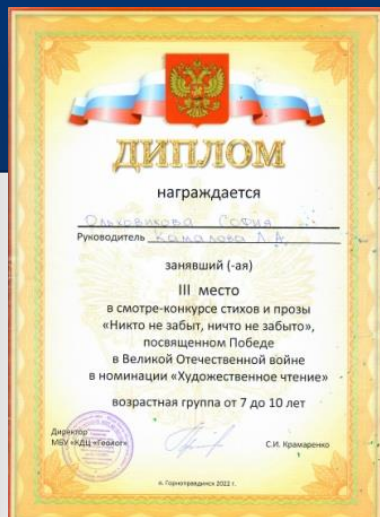 ДИПЛОМ
награждается
Ольховикова София
Руководитель Камалова Л.А.
занявший (-ая)
III место
в смотре-конкурсе стихов и прозы
«Никто не забыт, ничто не забыто»,
посвященном Победе
в Великой Отечественной войне
в номинации «Художественное чтение»
возрастная группа от 7 до 10 лет
Директор
МБУ «КДЦ «Геолог» С.И. Крамаренко
п. Горноправдинск 2022 г.